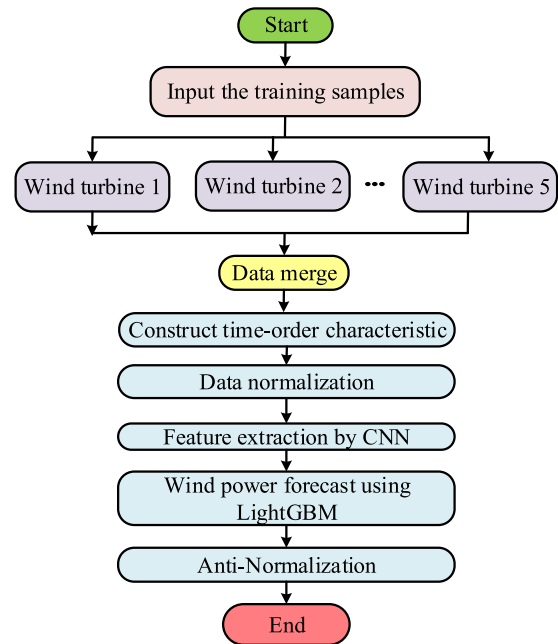 Start
Input the training samples
Wind turbine 1
Wind turbine 2
...
Wind turbine 5
Data merge
Construct time-order characteristic
Data normalization
Feature extraction by CNN
Wind power forecast using
LightGBM
Anti-Normalization
End